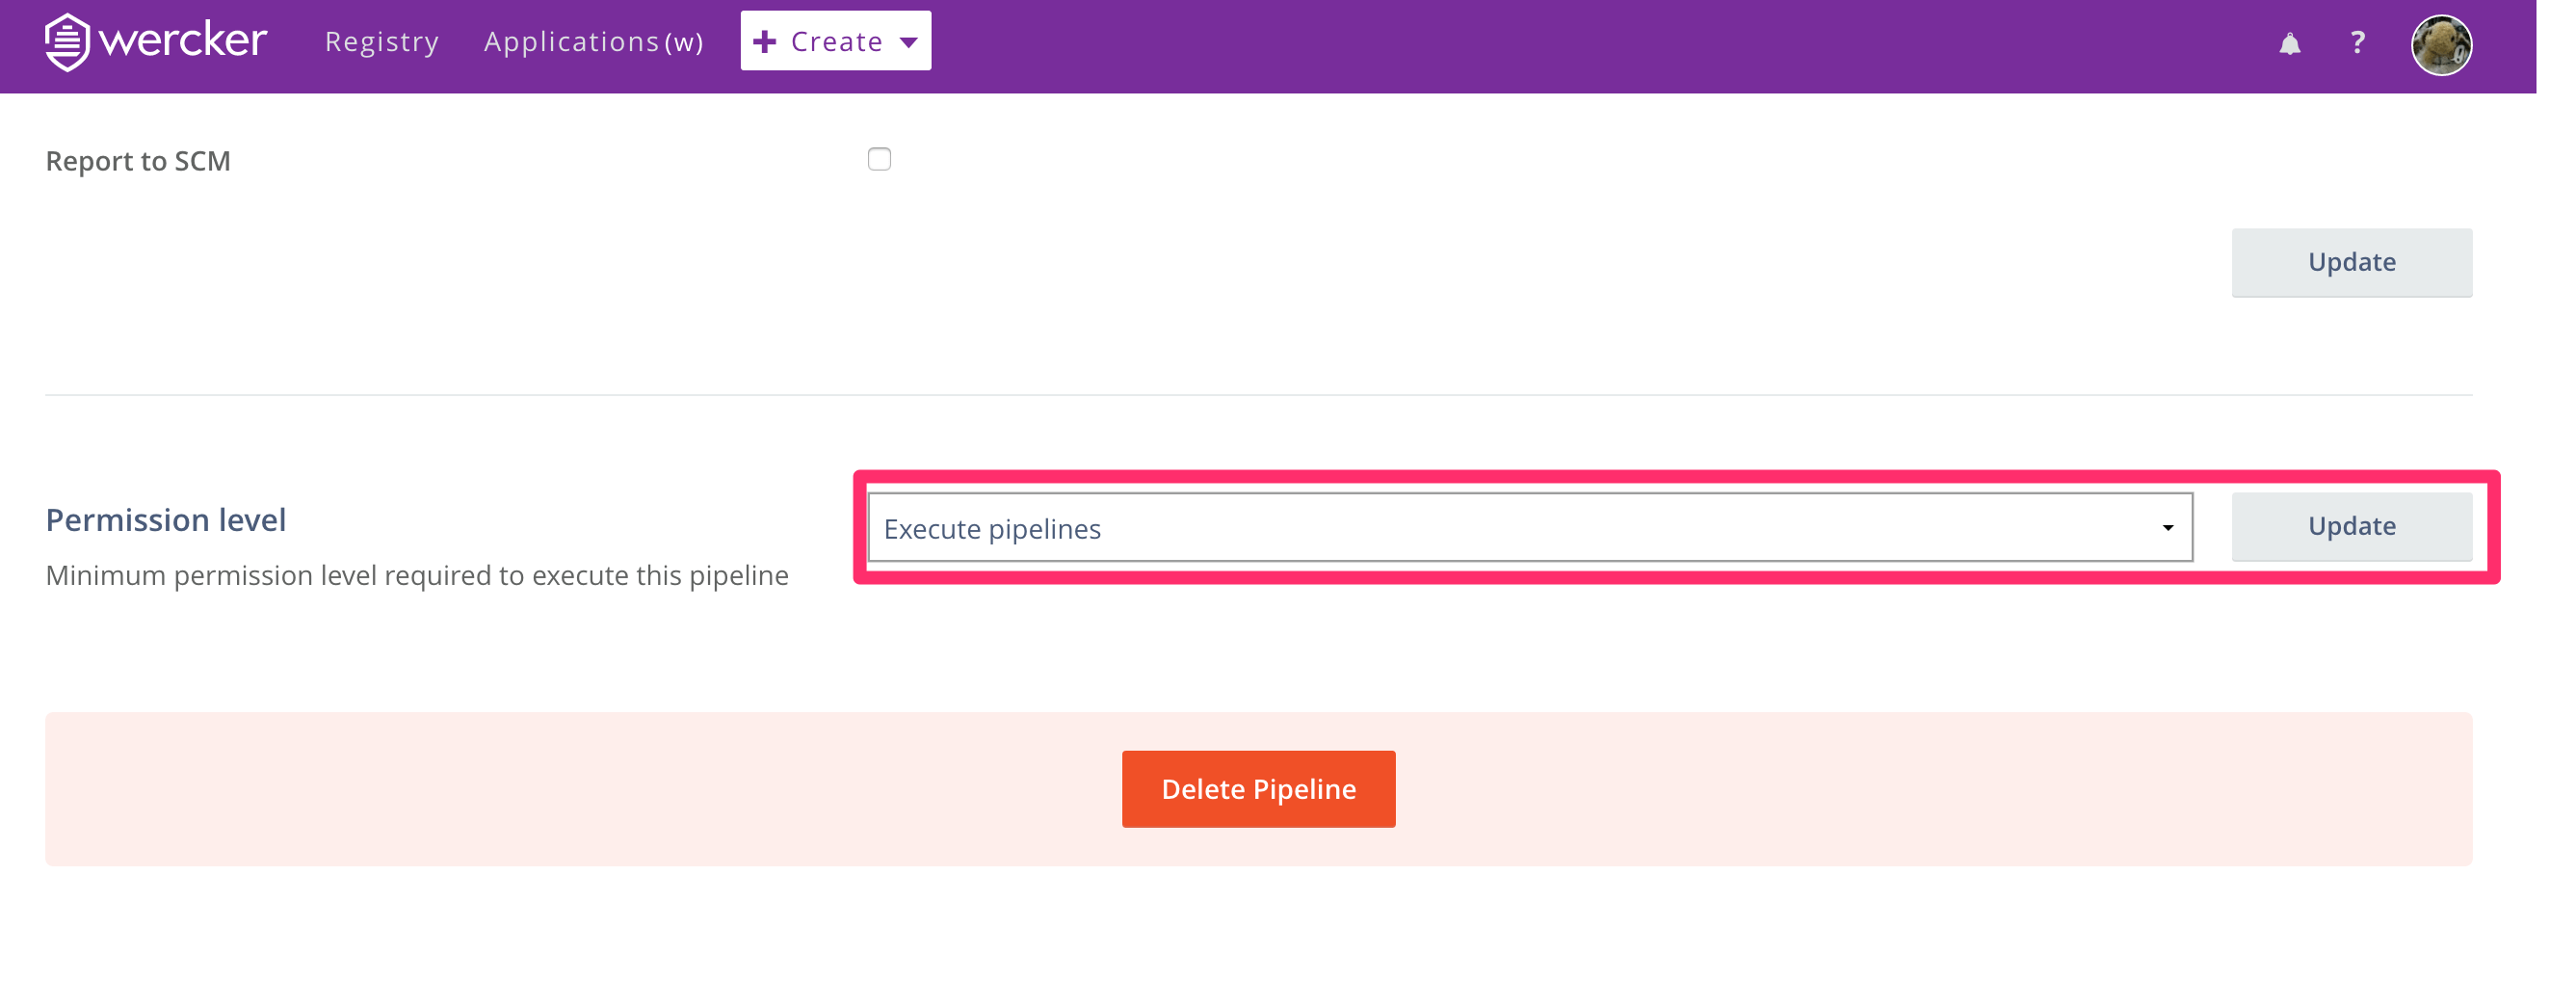 wercker Registry Applications(w) + Create ?
Report to SCM
Update
Permission level
Execute pipelines
Update
Minimum permission level required to execute this pipeline
Delete Pipeline